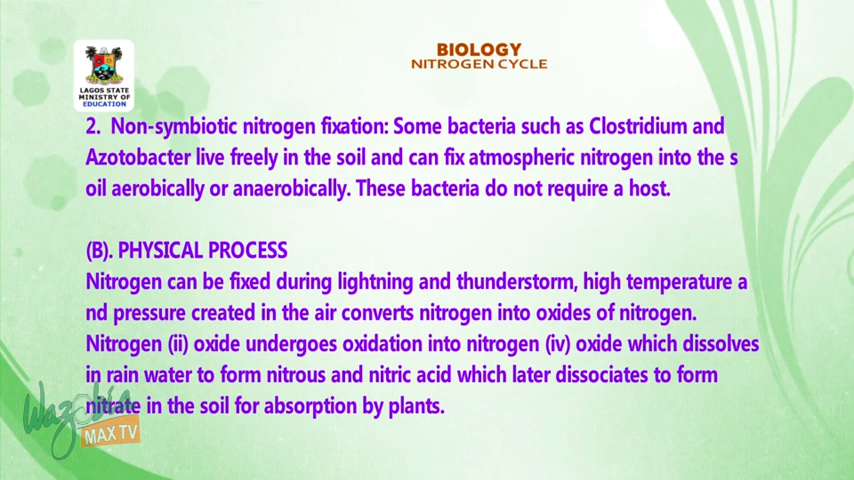 BIOLOGY
NITROGEN CYCLE
LAGOS STATE
MINISTRY OF
EDUCATION
2. Non-symbiotic nitrogen fixation: Some bacteria such as Clostridium and
Azotobacter live freely in the soil and can fix atmospheric nitrogen into the s
oil aerobically or anaerobically. These bacteria do not require a host.
(B). PHYSICAL PROCESS
Nitrogen can be fixed during lightning and thunderstorm, high temperature a
nd pressure created in the air converts nitrogen into oxides of nitrogen.
Nitrogen (ii) oxide undergoes oxidation into nitrogen (iv) oxide which dissolves
in rain water to form nitrous and nitric acid which later dissociates to form
nitrate in the soil for absorption by plants.
Wazobia
MAX TV